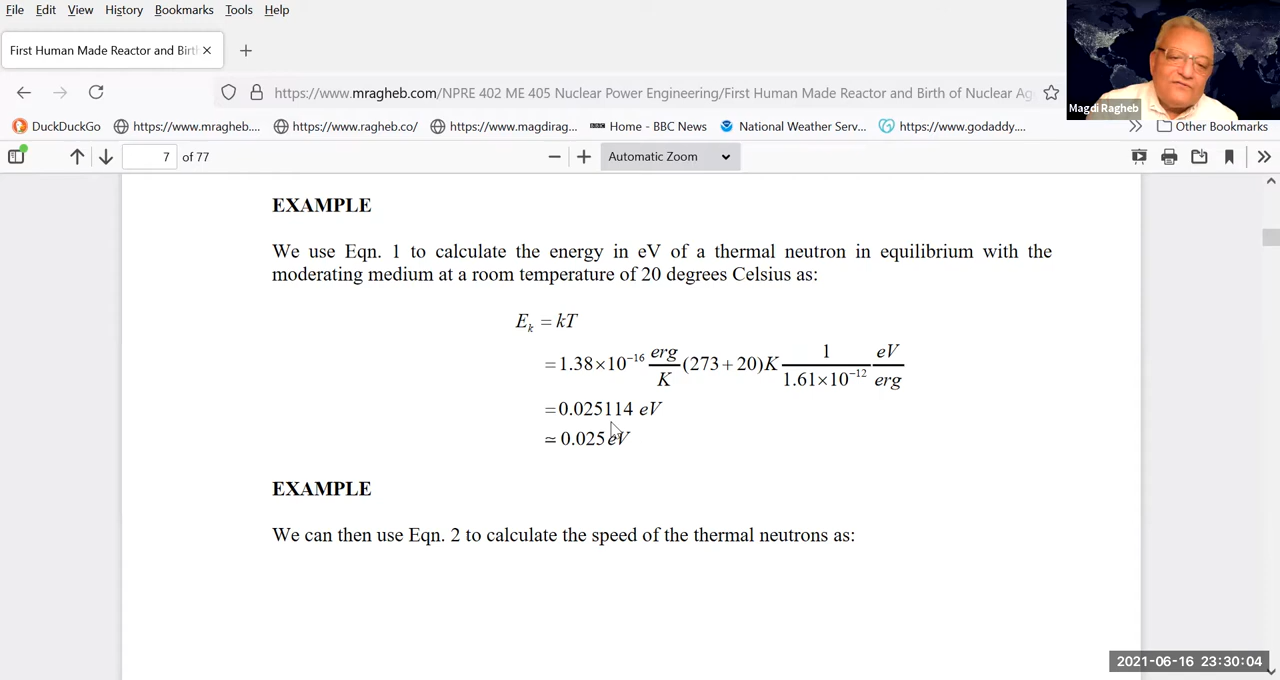 File Edit View History Bookmarks Tools Help
First Human Made Reactor and Birt
https://www.mragheb.com/NPRE 402 ME 405 Nuclear Power Engineering/First Human Made Reactor and Birth of Nuclear Ag
Magdi Ragheb
DuckDuckGo https://www.mragheb.... https://www.ragheb.co/ https://www.magdirag... Home - BBC News National Weather Serv... https://www.godaddy.... Other Bookmarks
7 of 77 Automatic Zoom
EXAMPLE
We use Eqn. 1 to calculate the energy in eV of a thermal neutron in equilibrium with the
moderating medium at a room temperature of 20 degrees Celsius as:
E_k = kT
= 1.38×10^{-16} erg/K (273+20)K 1/1.61×10^{-12} eV/erg
= 0.025114 eV
≃ 0.025 eV
EXAMPLE
We can then use Eqn. 2 to calculate the speed of the thermal neutrons as:
2021-06-16 23:30:04